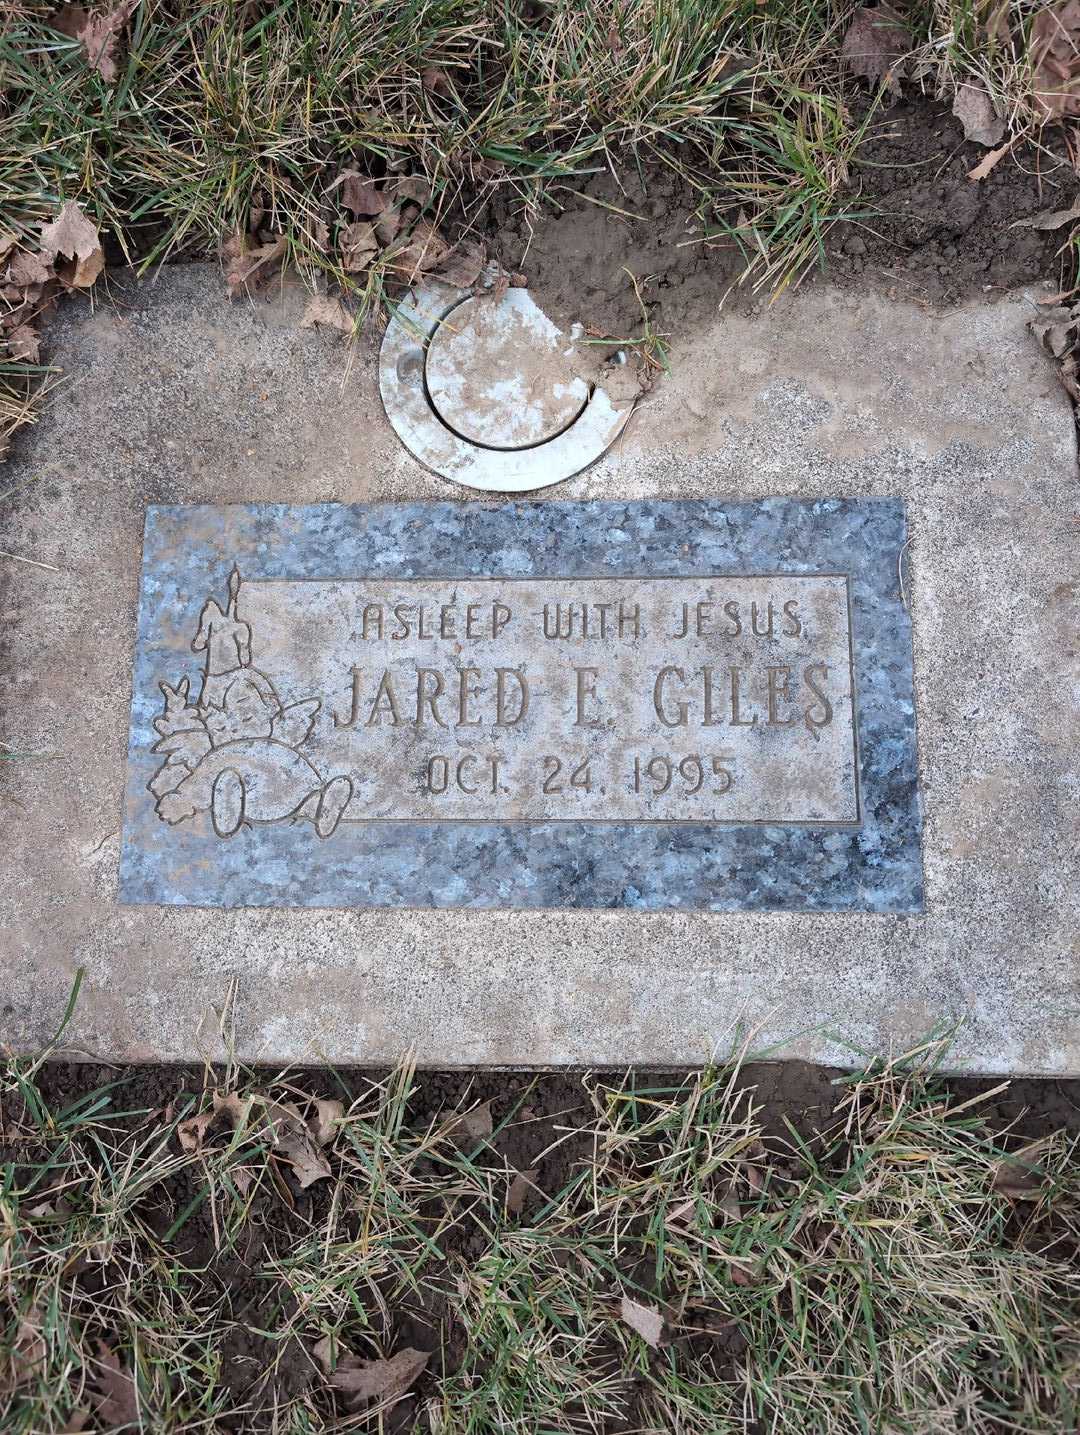 ASLEEP WITH JESUS
JARED E. GILES
OCT. 24, 1995